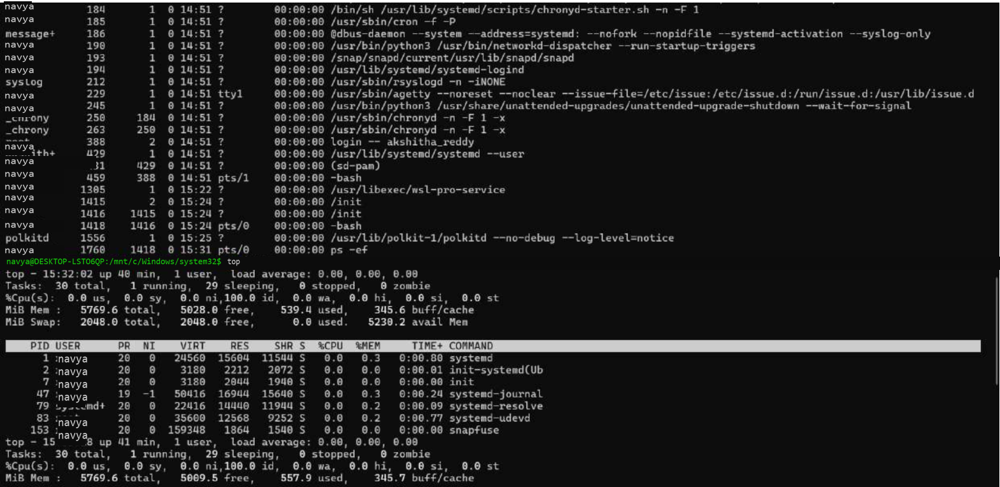 navya 184 1 0 14:51 ? 00:00:00 /bin/sh /usr/lib/systemd/scripts/chronyd-starter.sh -n -F 1
navya 185 1 0 14:51 ? 00:00:00 /usr/sbin/cron -f -P
message+ 186 1 0 14:51 ? 00:00:00 @dbus-daemon --system --address=systemd: --nofork --nopidfile --systemd-activation --syslog-only
navya 190 1 0 14:51 ? 00:00:00 /usr/bin/python3 /usr/bin/networkd-dispatcher --run-startup-triggers
navya 193 1 0 14:51 ? 00:00:00 /snap/snapd/current/usr/lib/snapd/snapd
navya 194 1 0 14:51 ? 00:00:00 /usr/lib/systemd/systemd-logind
syslog 212 1 0 14:51 ? 00:00:00 /usr/sbin/rsyslogd -n -iNONE
navya 229 1 0 14:51 tty1 00:00:00 /usr/sbin/agetty --noreset --noclear --issue-file=/etc/issue:/etc/issue.d:/run/issue.d:/usr/lib/issue.d
navya 245 1 0 14:51 ? 00:00:00 /usr/bin/python3 /usr/share/unattended-upgrades/unattended-upgrade-shutdown --wait-for-signal
_chrony 250 184 0 14:51 ? 00:00:00 /usr/sbin/chronyd -n -F 1 -x
_chrony 263 250 0 14:51 ? 00:00:00 /usr/sbin/chronyd -n -F 1 -x
navya 388 2 0 14:51 ? 00:00:00 login -- akshitha_reddy
429 1 0 14:51 ? 00:00:00 /usr/lib/systemd/systemd --user
navya 429 0 14:51 ? 00:00:00 (sd-pam)
navya 459 388 0 14:51 pts/1 00:00:00 -bash
navya 1305 1 0 15:22 ? 00:00:00 /usr/libexec/wsl-pro-service
navya 1415 2 0 15:24 ? 00:00:00 /init
navya 1416 1415 0 15:24 ? 00:00:00 /init
navya 1418 1416 0 15:24 pts/0 00:00:00 -bash
polkitd 1556 1 0 15:25 ? 00:00:00 /usr/lib/polkit-1/polkitd --no-debug --log-level=notice
navya 1760 1418 0 15:31 pts/0 00:00:00 ps -ef
navya@DESKTOP-LSTO6QP:/mnt/c/Windows/system32$ top
top - 15:32:02 up 40 min, 1 user, load average: 0.00, 0.00, 0.00
Tasks: 30 total, 1 running, 29 sleeping, 0 stopped, 0 zombie
%Cpu(s): 0.0 us, 0.0 sy, 0.0 ni,100.0 id, 0.0 wa, 0.0 hi, 0.0 si, 0.0 st
MiB Mem : 5769.6 total, 5028.0 free, 539.4 used, 345.6 buff/cache
MiB Swap: 2048.0 total, 2048.0 free, 0.0 used. 5230.2 avail Mem
PID USER PR NI VIRT RES SHR S %CPU %MEM TIME+ COMMAND
1 navya 20 0 24560 15604 11544 S 0.0 0.3 0:00.80 systemd
2 navya 20 0 3180 2212 2072 S 0.0 0.0 0:00.01 init-systemd(Ub
7 navya 20 0 3180 2044 1940 S 0.0 0.0 0:00.00 init
47 navya 19 -1 50416 16944 15640 S 0.0 0.3 0:00.24 systemd-journal
79 systemd+ 20 0 22416 14440 11944 S 0.0 0.2 0:00.09 systemd-resolve
83 navya 20 0 35600 12568 9252 S 0.0 0.2 0:00.77 systemd-udevd
153 navya 20 0 159348 1864 1540 S 0.0 0.0 0:00.00 snapfuse
top - 15 8 up 41 min, 1 user, load average: 0.00, 0.00, 0.00
Tasks: 30 total, 1 running, 29 sleeping, 0 stopped, 0 zombie
%Cpu(s): 0.0 us, 0.0 sy, 0.0 ni,100.0 id, 0.0 wa, 0.0 hi, 0.0 si, 0.0 st
MiB Mem : 5769.6 total, 5009.5 free, 557.9 used, 345.7 buff/cache